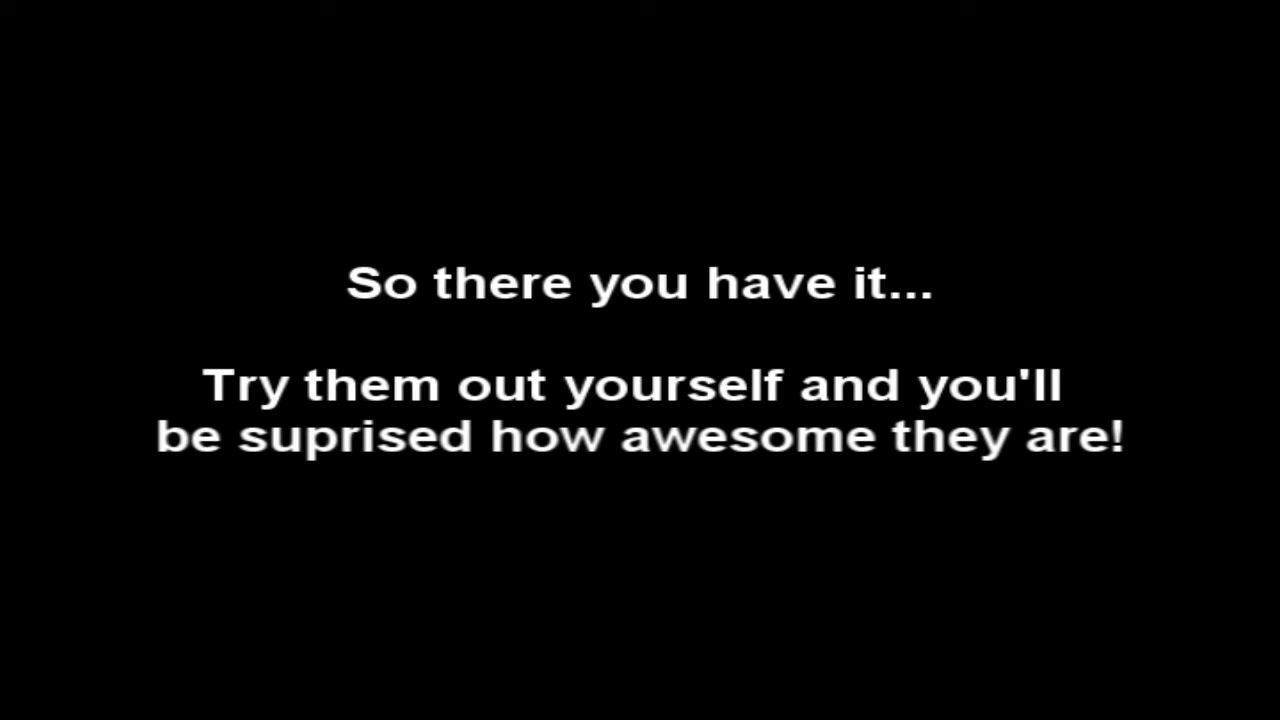 So there you have it...
Try them out yourself and you'll
be suprised how awesome they are!